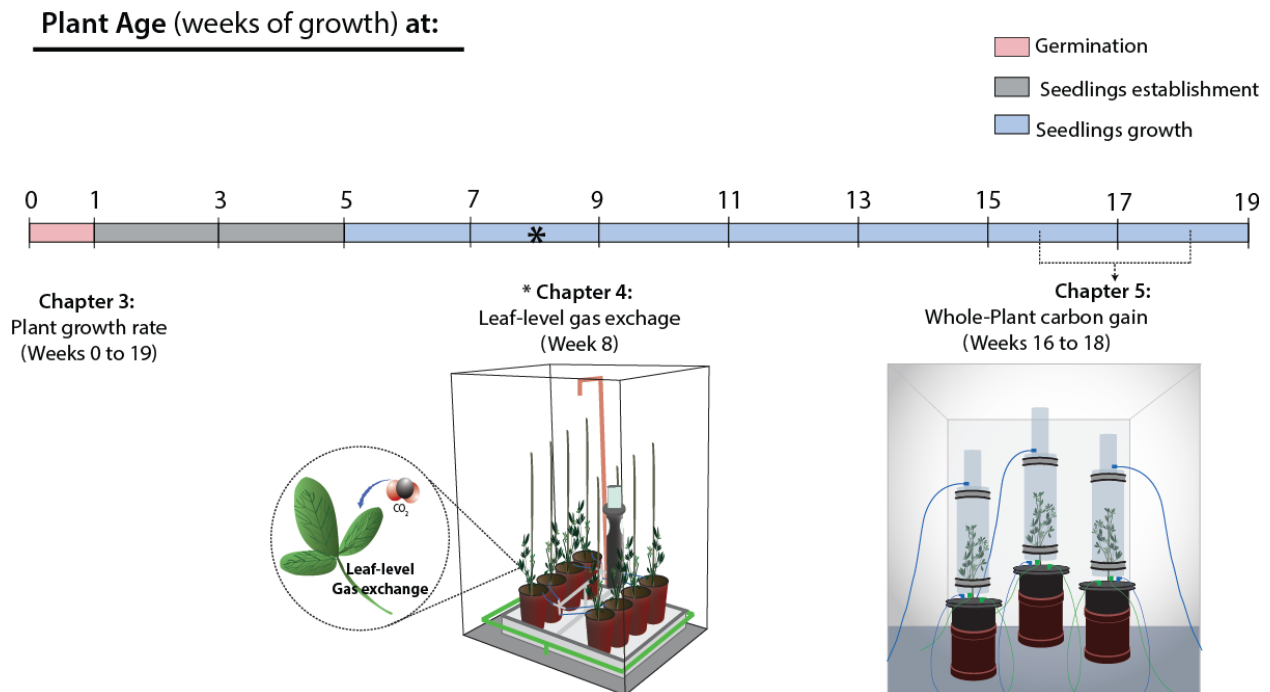 Plant Age (weeks of growth) at:
Germination
Seedlings establishment
Seedlings growth
0 1 3 5 7 9 11 13 15 17 19
*
Chapter 3:
Plant growth rate
(Weeks 0 to 19)
* Chapter 4:
Leaf-level gas exchage
(Week 8)
Chapter 5:
Whole-Plant carbon gain
(Weeks 16 to 18)
CO2
Leaf-level
Gas exchange